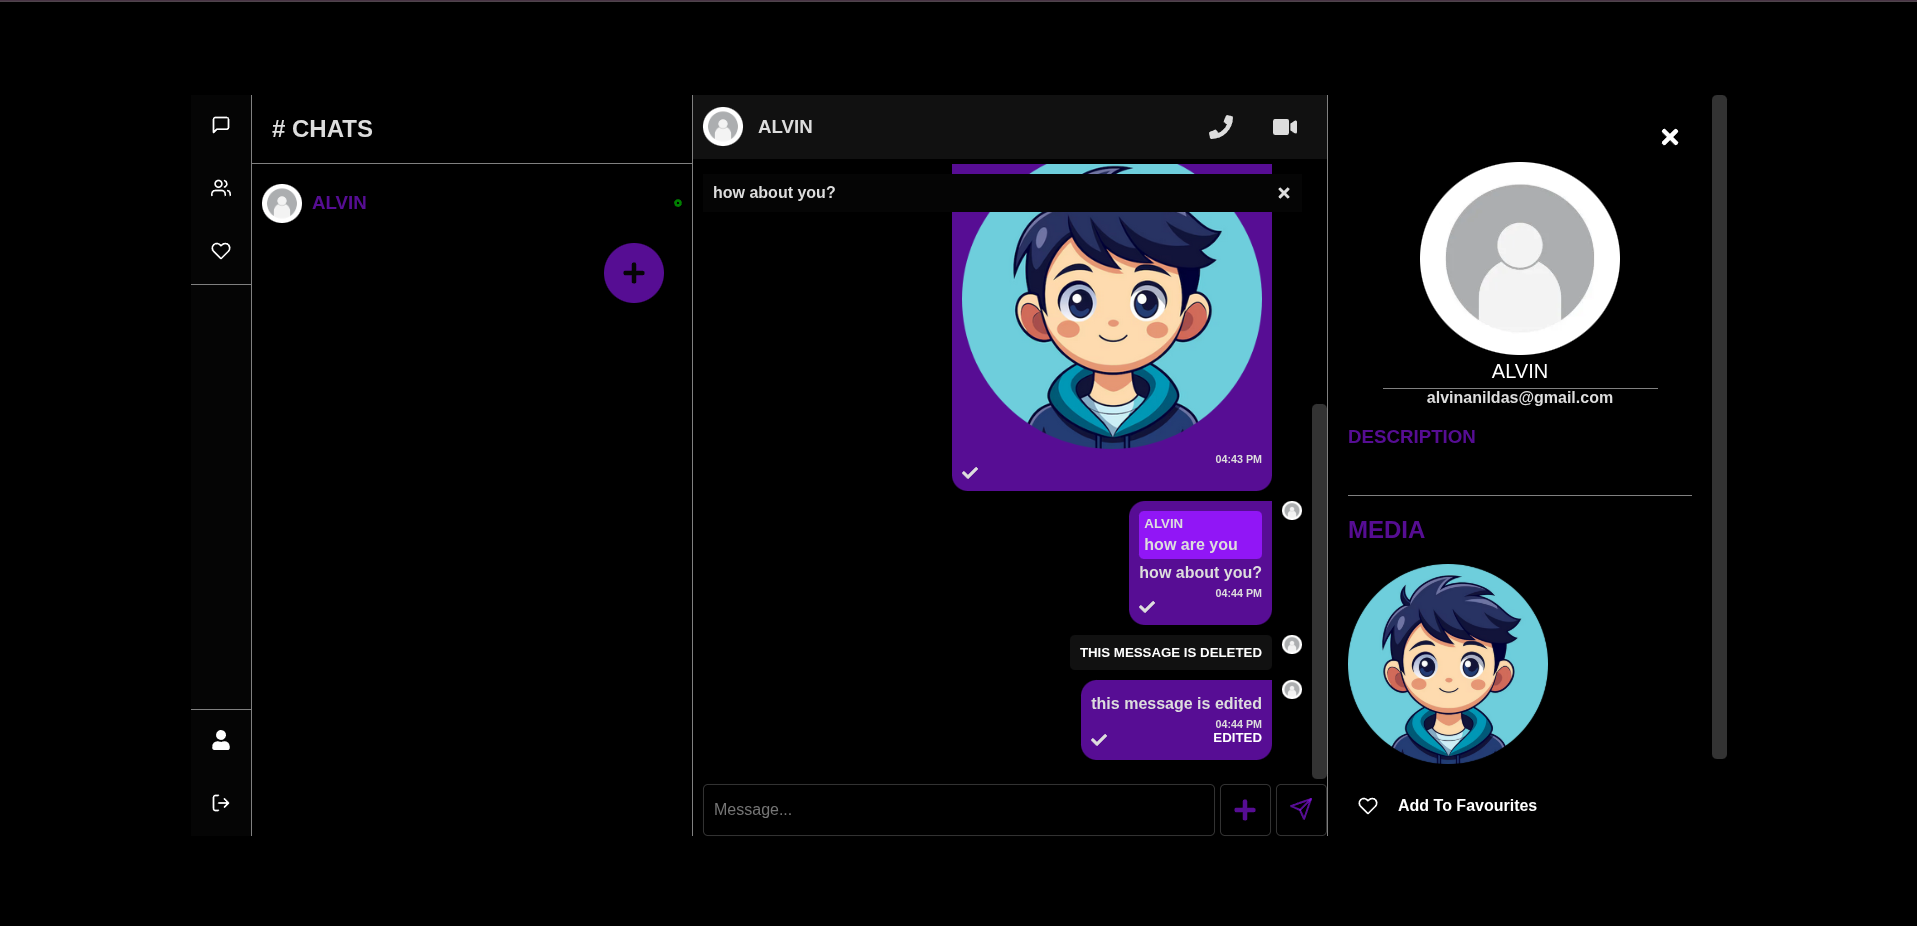 # CHATS
ALVIN
ALVIN
how about you?
04:43 PM
ALVIN
how are you
how about you?
04:44 PM
THIS MESSAGE IS DELETED
this message is edited
04:44 PM
EDITED
Message...
ALVIN
alvinanildas@gmail.com
DESCRIPTION
MEDIA
Add To Favourites